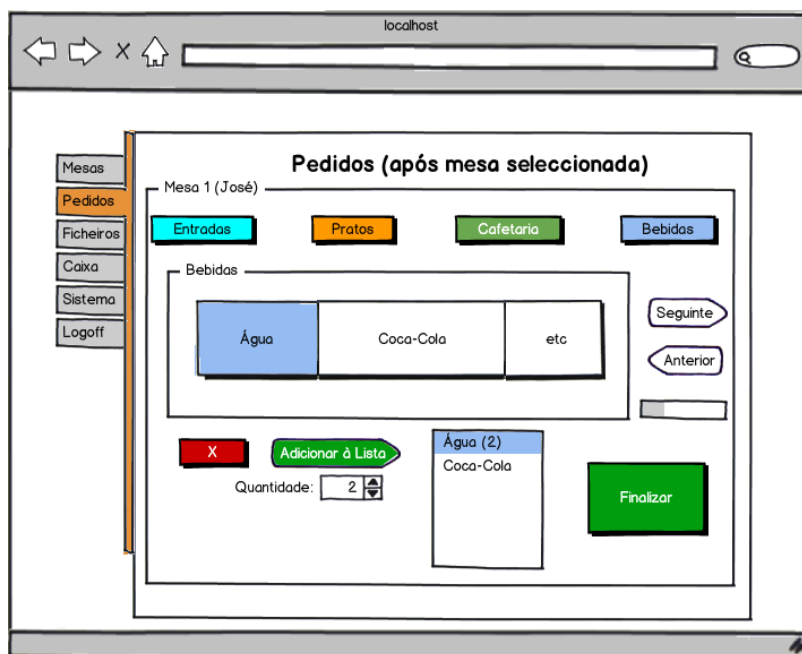 localhost
X
Pedidos (após mesa seleccionada)
Mesas
Pedidos
Ficheiros
Caixa
Sistema
Logoff
Mesa 1 (José)
Entradas
Pratos
Cafetaria
Bebidas
Bebidas
Água
Coca-Cola
etc
Seguinte
Anterior
X
Adicionar à Lista
Quantidade: 2
Água (2)
Coca-Cola
Finalizar